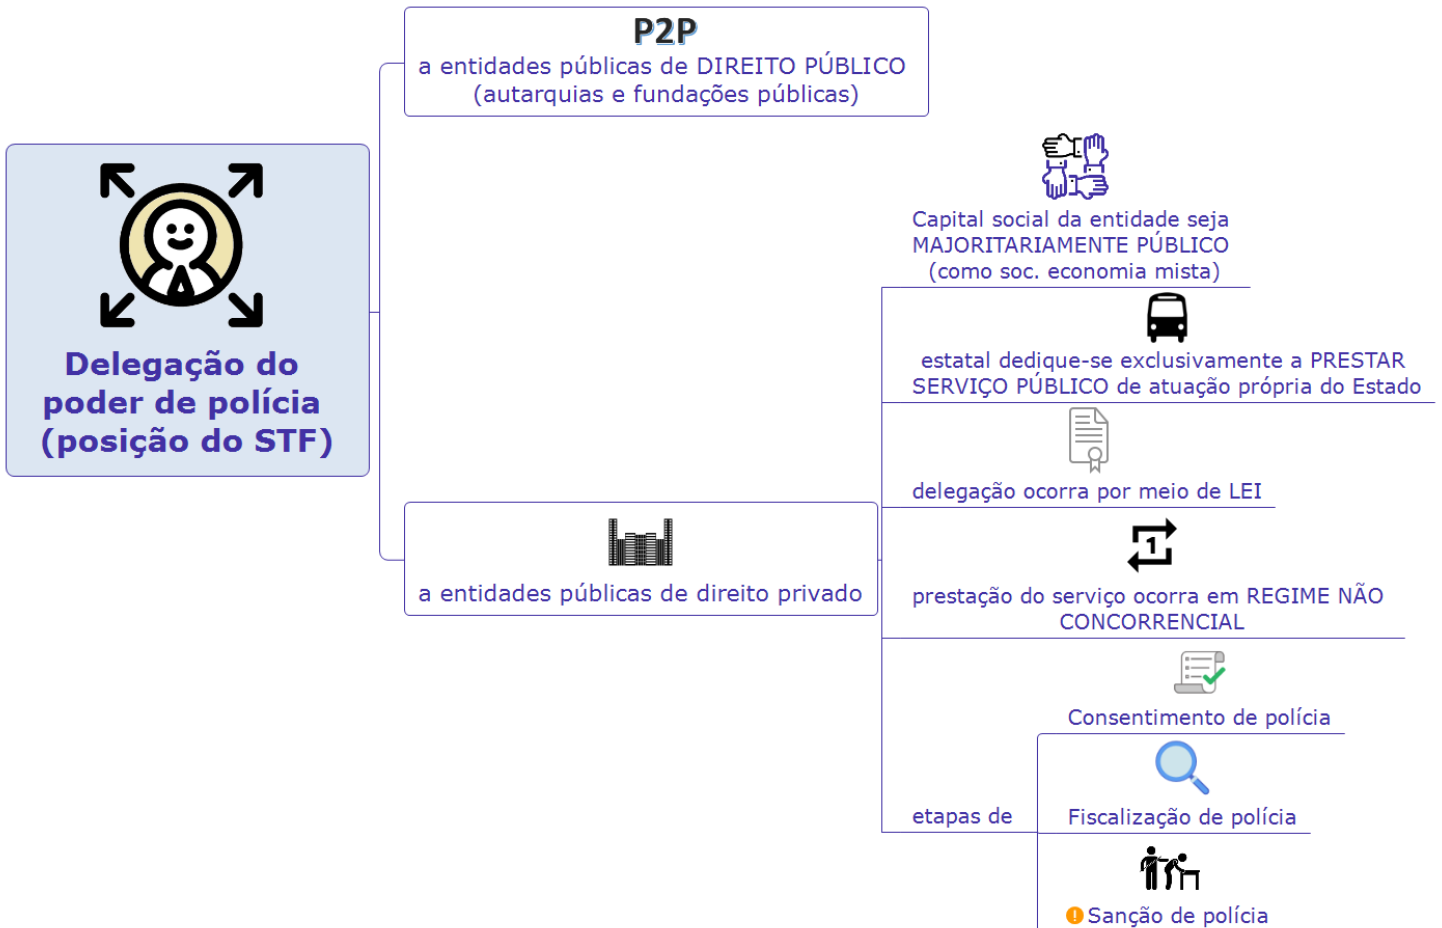 P2P
a entidades públicas de DIREITO PÚBLICO
(autarquias e fundações públicas)
Delegação do
poder de polícia
(posição do STF)
Capital social da entidade seja
MAJORITARIAMENTE PÚBLICO
(como soc. economia mista)
estatal dedique-se exclusivamente a PRESTAR
SERVIÇO PÚBLICO de atuação própria do Estado
delegação ocorra por meio de LEI
a entidades públicas de direito privado
1
prestação do serviço ocorra em REGIME NÃO
CONCORRENCIAL
etapas de
Consentimento de polícia
Fiscalização de polícia
! Sanção de polícia